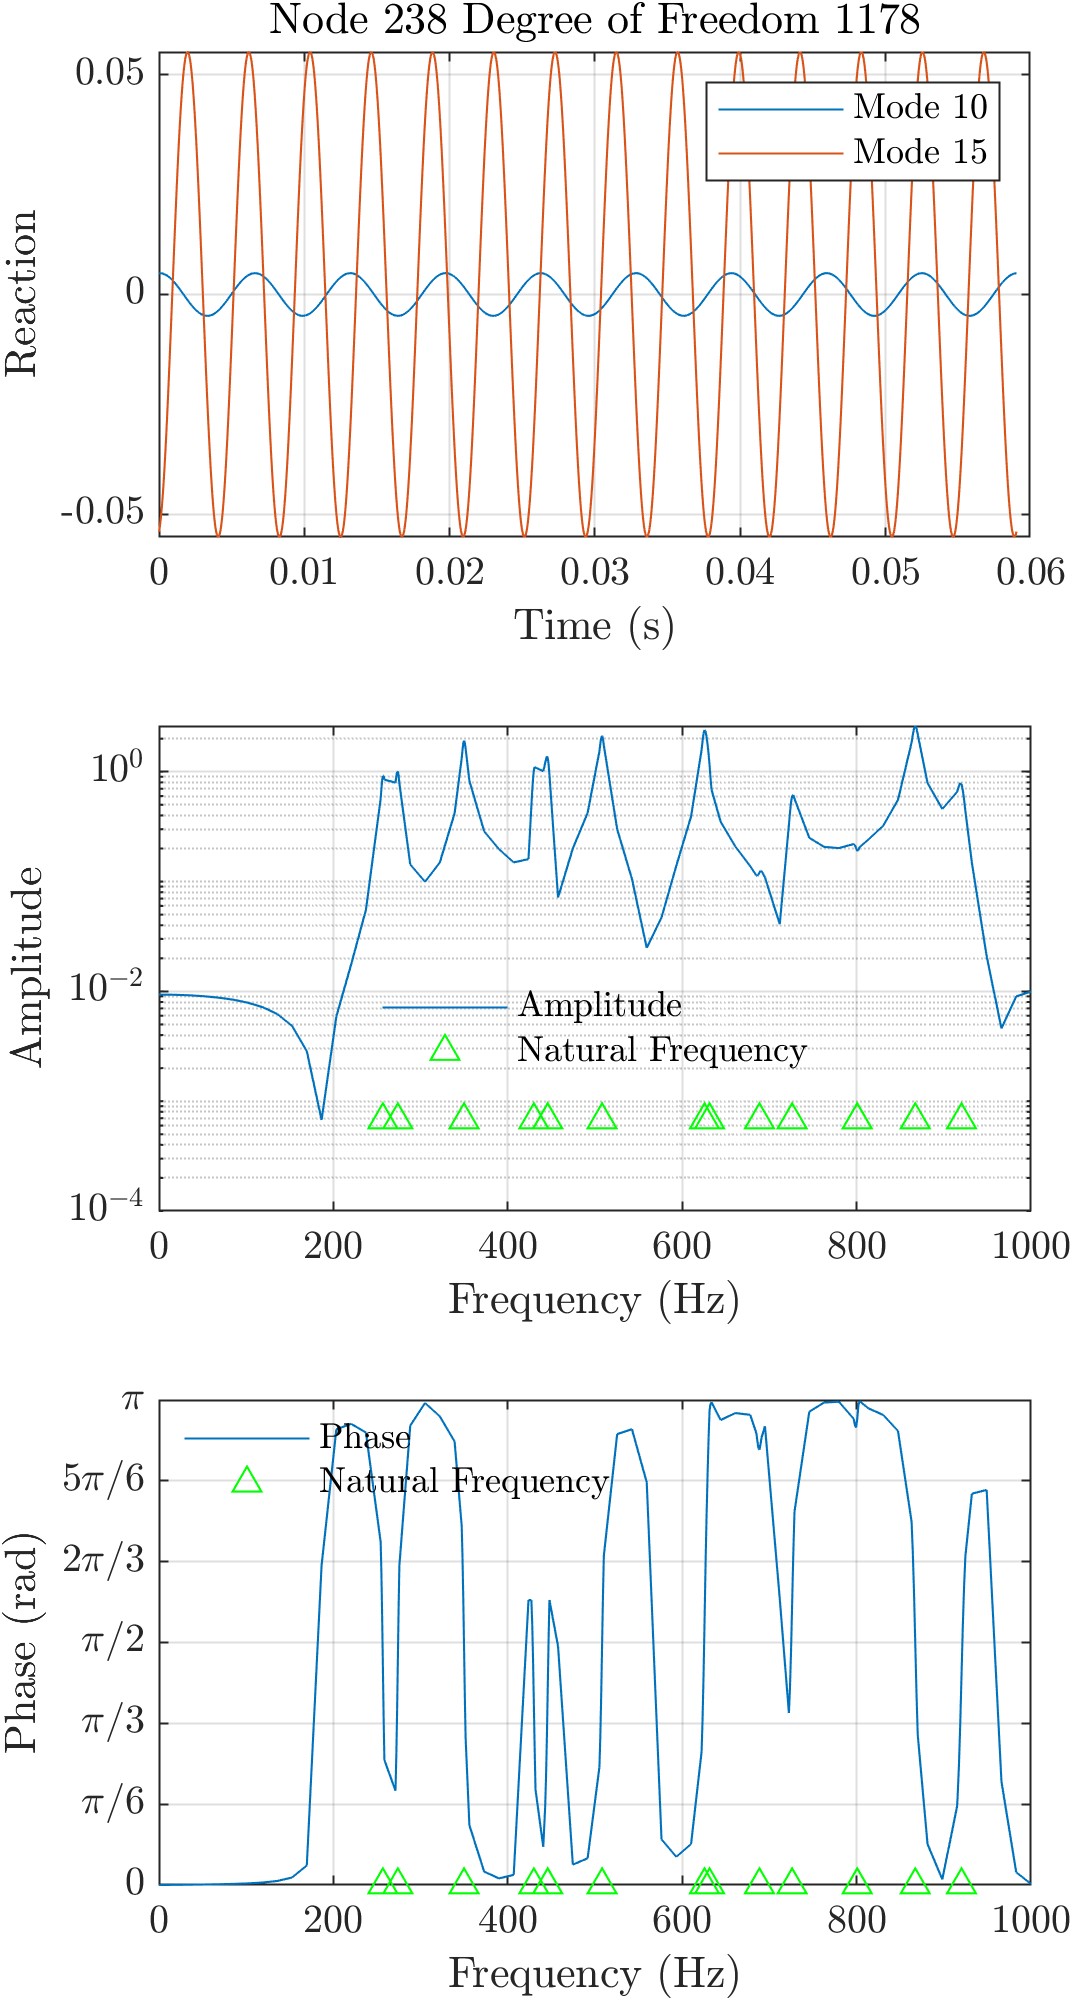 Node 238 Degree of Freedom 1178
0.05
0
-0.05
Reaction
Mode 10
Mode 15
0 0.01 0.02 0.03 0.04 0.05 0.06
Time (s)
10⁰
10⁻²
10⁻⁴
Amplitude
Amplitude
Natural Frequency
0 200 400 600 800 1000
Frequency (Hz)
π
5π/6
2π/3
π/2
π/3
π/6
0
Phase (rad)
Phase
Natural Frequency
0 200 400 600 800 1000
Frequency (Hz)